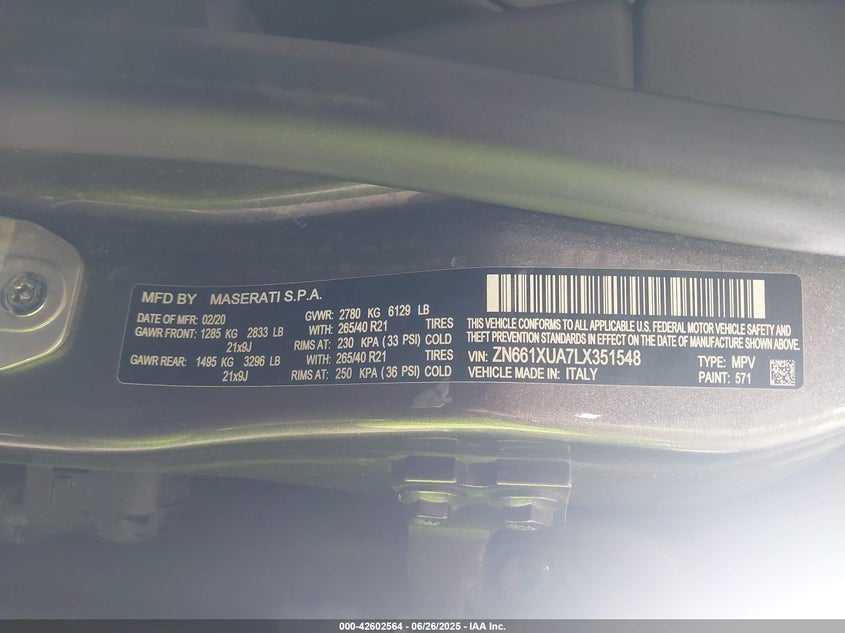 MFD BY MASERATI S.P.A.
DATE OF MFR: 02/20 GVWR: 2780 KG 6129 LB
GAWR FRONT: 1285 KG 2833 LB WITH: 265/40 R21 TIRES
21x9J RIMS AT: 230 KPA (33 PSI) COLD
GAWR REAR: 1495 KG 3296 LB WITH: 265/40 R21 TIRES
21x9J RIMS AT: 250 KPA (36 PSI) COLD
THIS VEHICLE CONFORMS TO ALL APPLICABLE U.S. FEDERAL MOTOR VEHICLE SAFETY AND
THEFT PREVENTION STANDARDS IN EFFECT ON THE DATE OF MANUFACTURE SHOWN ABOVE.
VIN: ZN661XUA7LX351548 TYPE: MPV
VEHICLE MADE IN: ITALY PAINT: 571
000-42602564 - 06/26/2025 - IAA Inc.